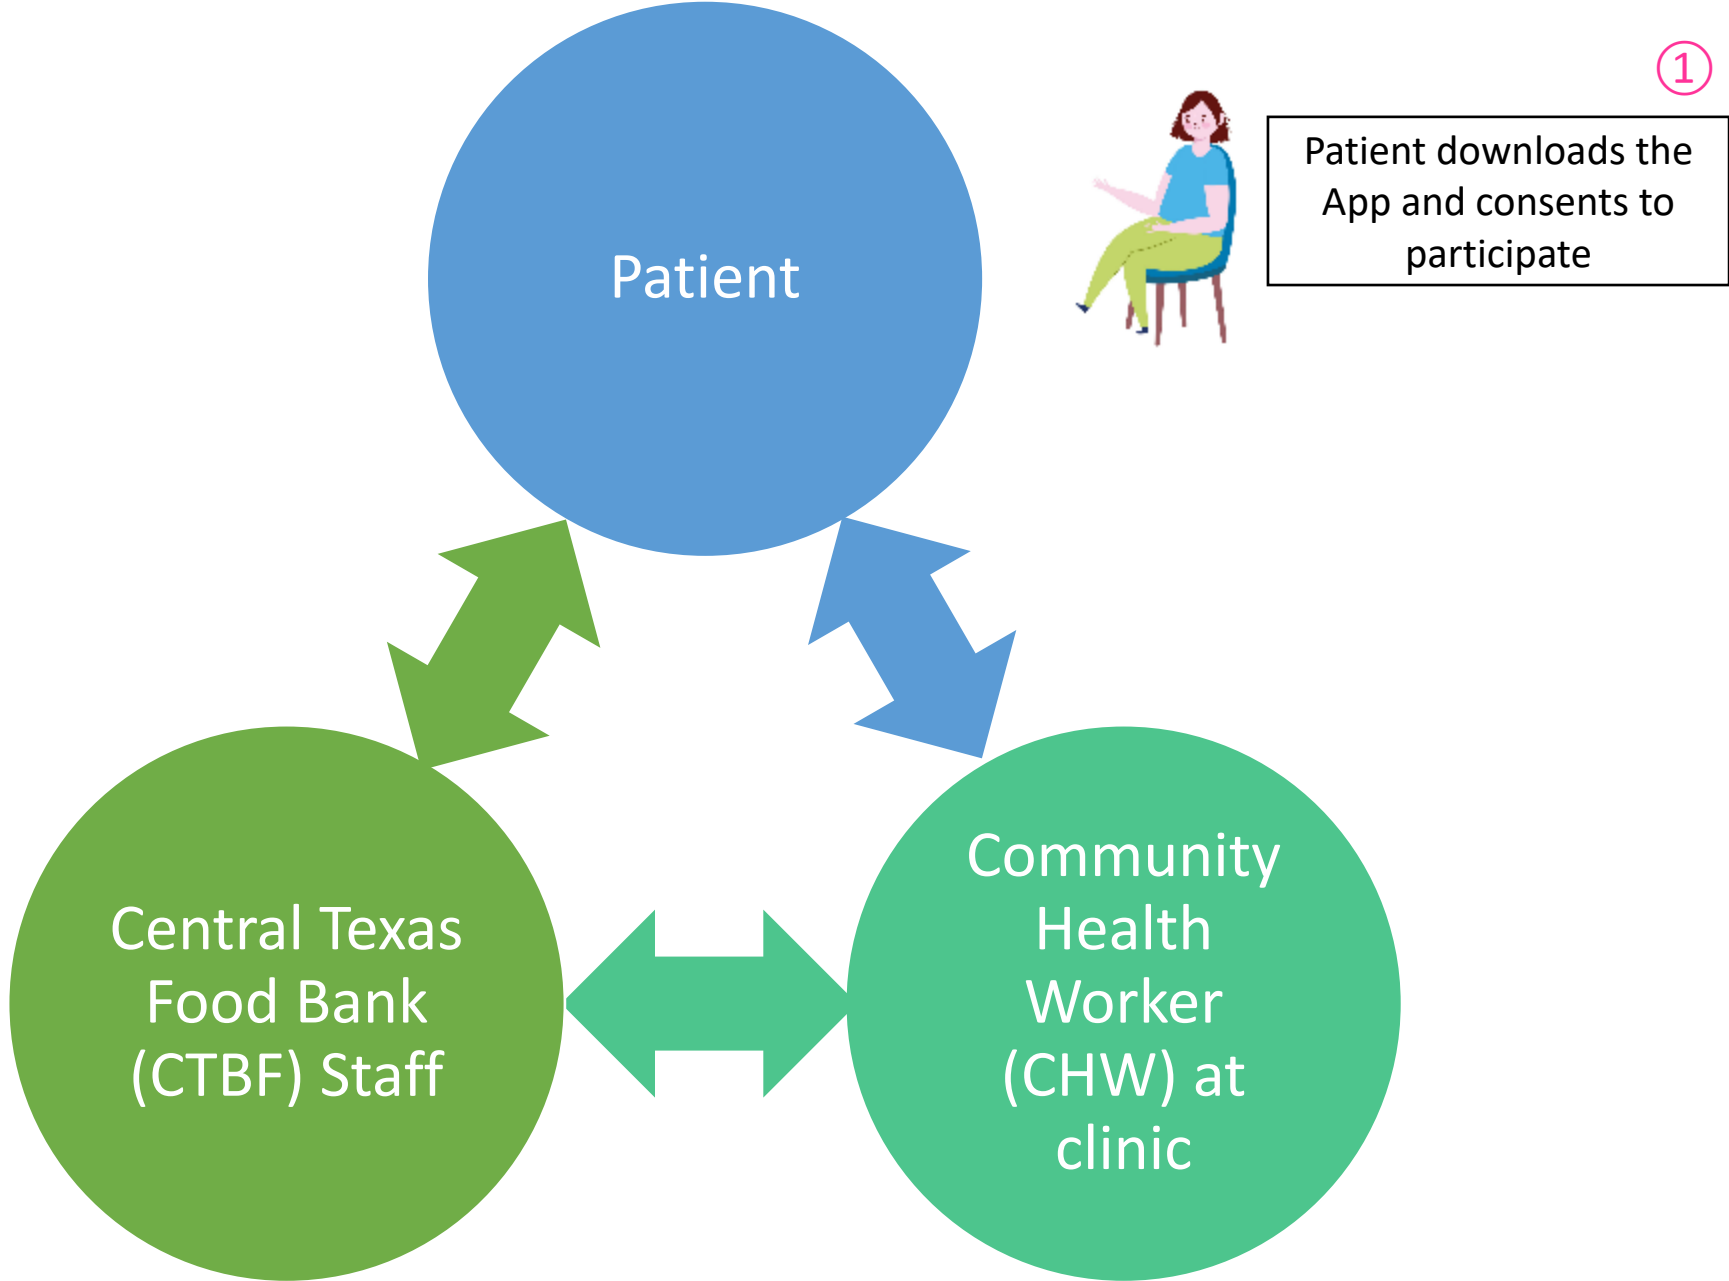 Patient
①
Patient downloads the
App and consents to
participate
Central Texas
Food Bank
(CTBF) Staff
Community
Health
Worker
(CHW) at
clinic